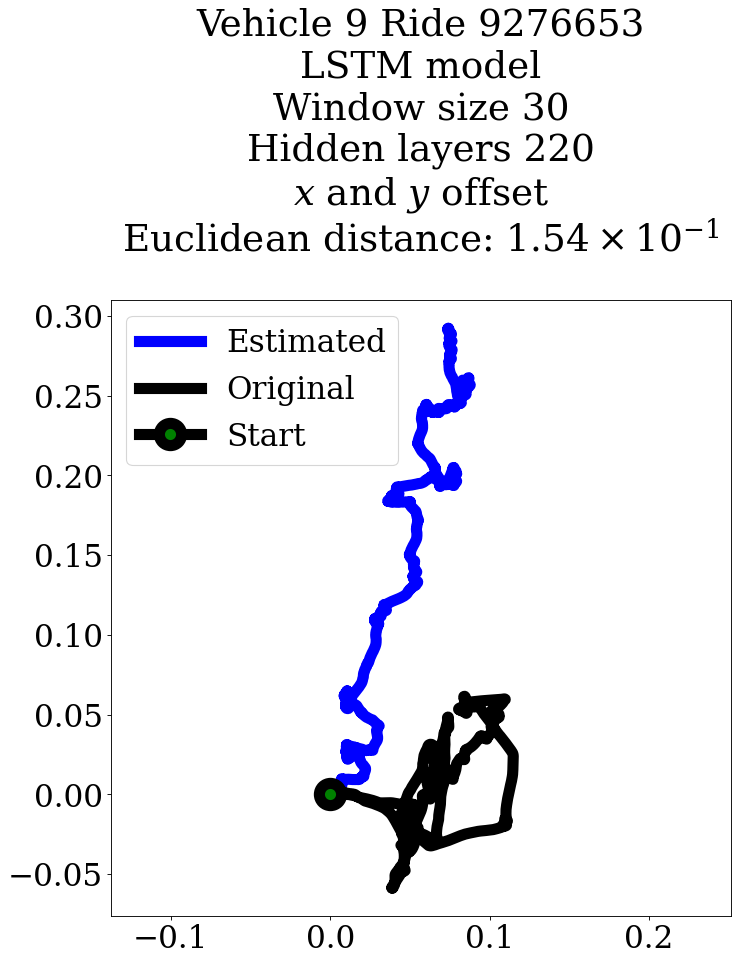 Vehicle 9 Ride 9276653
LSTM model
Window size 30
Hidden layers 220
x and y offset
Euclidean distance: 1.54 × 10⁻¹
0.30
0.25
0.20
0.15
0.10
0.05
0.00
−0.05
Estimated
Original
Start
−0.1 0.0 0.1 0.2